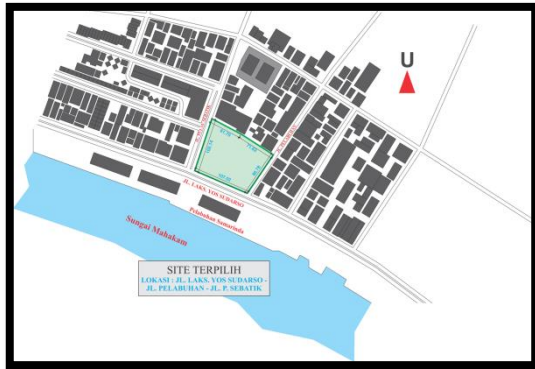 U
JL. LAKS. YOS SUDARSO
Pelabuhan Samarinda
Sungai Mahakam
SITE TERPILIH
LOKASI : JL. LAKS. YOS SUDARSO -
JL. PELABUHAN - JL. P. SEBATIK